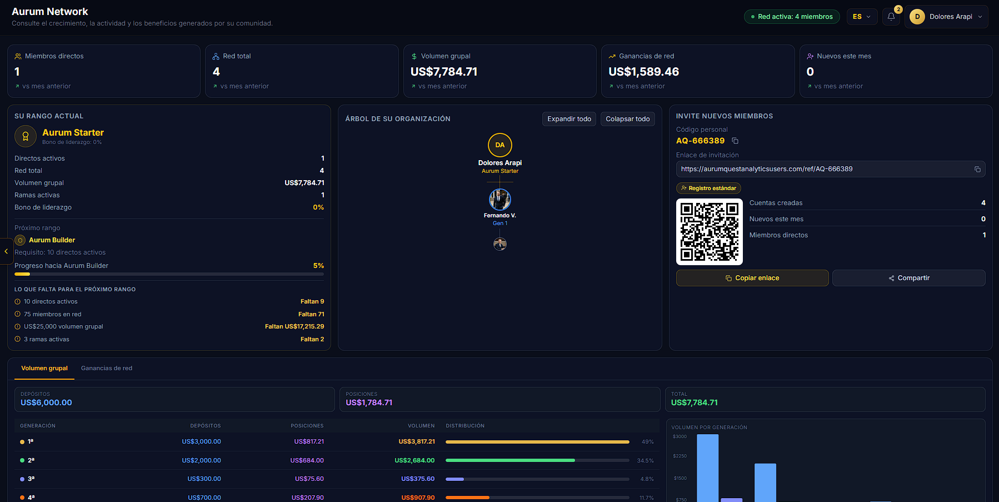 Aurum Network
Consulte el crecimiento, la actividad y los beneficios generados por su comunidad.
Red activa: 4 miembros
ES
2
D
Dolores Arapi
Miembros directos
1
vs mes anterior
Red total
4
vs mes anterior
Volumen grupal
US$7,784.71
vs mes anterior
Ganancias de red
US$1,589.46
vs mes anterior
Nuevos este mes
0
vs mes anterior
SU RANGO ACTUAL
Aurum Starter
Bono de liderazgo: 0%
Directos activos 1
Red total 4
Volumen grupal US$7,784.71
Ramas activas 1
Bono de liderazgo 0%
Próximo rango
Aurum Builder
Requisito: 10 directos activos
Progreso hacia Aurum Builder 5%
LO QUE FALTA PARA EL PRÓXIMO RANGO
10 directos activos Faltan 9
75 miembros en red Faltan 71
US$25,000 volumen grupal Faltan US$17,215.29
3 ramas activas Faltan 2
ÁRBOL DE SU ORGANIZACIÓN
Expandir todo
Colapsar todo
DA
Dolores Arapi
Aurum Starter
Fernando V.
Gen 1
INVITE NUEVOS MIEMBROS
Código personal
AQ-666389
Enlace de invitación
https://aurumquestanalyticsusers.com/ref/AQ-666389
Registro estándar
Cuentas creadas 4
Nuevos este mes 0
Miembros directos 1
Copiar enlace
Compartir
Volumen grupal
Ganancias de red
DEPÓSITOS
US$6,000.00
POSICIONES
US$1,784.71
TOTAL
US$7,784.71
GENERACIÓN DEPÓSITOS POSICIONES VOLUMEN DISTRIBUCIÓN
1ª US$3,000.00 US$817.21 US$3,817.21 49%
2ª US$2,000.00 US$684.00 US$2,684.00 34.5%
3ª US$300.00 US$75.60 US$375.60 4.8%
4ª US$700.00 US$207.90 US$907.90 11.7%
VOLUMEN POR GENERACIÓN
$3000
$2250
$1500
$750